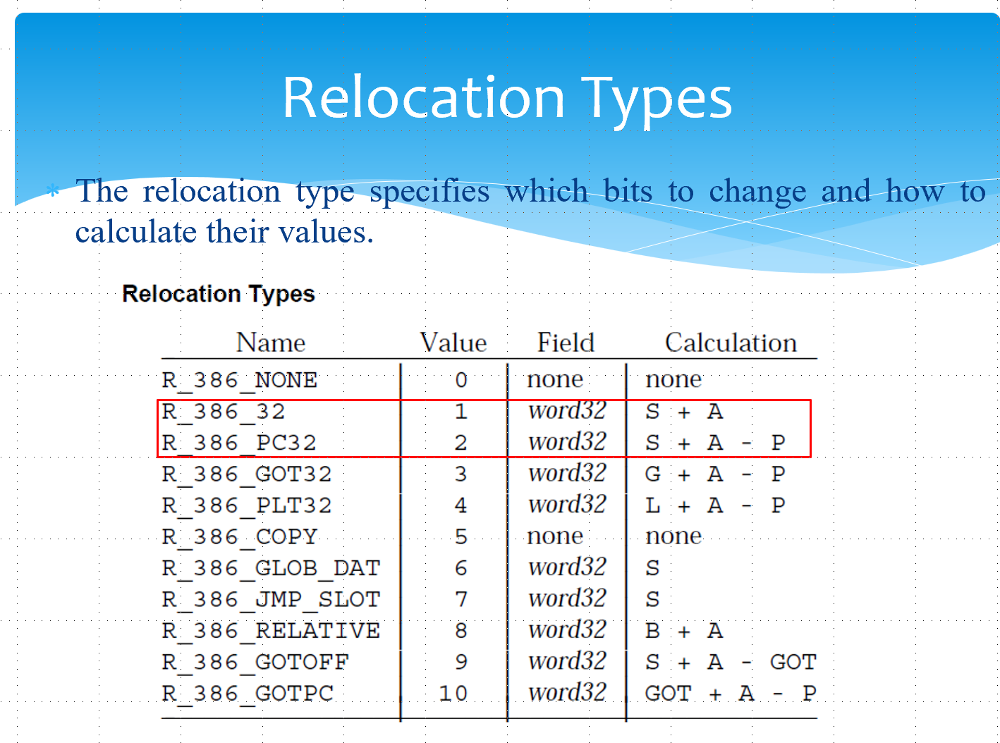 Relocation Types
* The relocation type specifies which bits to change and how to
calculate their values.
Relocation Types
Name Value Field Calculation
R_386_NONE 0 none none
R_386_32 1 word32 S + A
R_386_PC32 2 word32 S + A - P
R_386_GOT32 3 word32 G + A - P
R_386_PLT32 4 word32 L + A - P
R_386_COPY 5 none none
R_386_GLOB_DAT 6 word32 S
R_386_JMP_SLOT 7 word32 S
R_386_RELATIVE 8 word32 B + A
R_386_GOTOFF 9 word32 S + A - GOT
R_386_GOTPC 10 word32 GOT + A - P